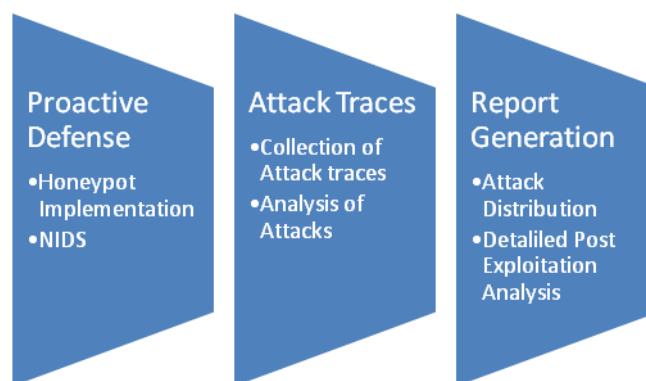 Proactive
Defense
•Honeypot
Implementation
•NIDS
Attack Traces
•Collection of
Attack traces
•Analysis of
Attacks
Report
Generation
•Attack
Distribution
•Detaliled Post
Exploitation
Analysis